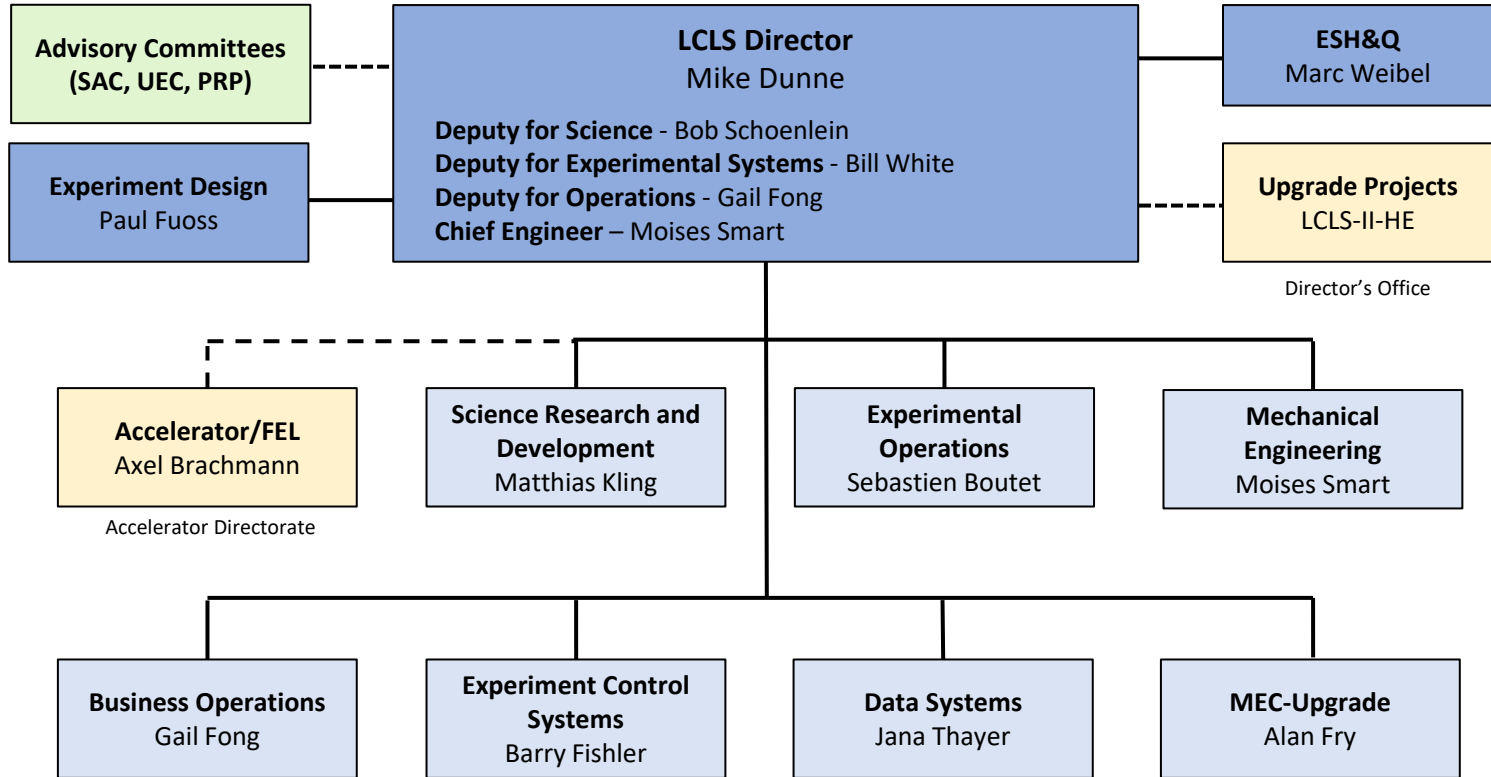 Advisory Committees
(SAC, UEC, PRP)
LCLS Director
Mike Dunne
Deputy for Science - Bob Schoenlein
Deputy for Experimental Systems - Bill White
Deputy for Operations - Gail Fong
Chief Engineer – Moises Smart
ESH&Q
Marc Weibel
Experiment Design
Paul Fuoss
Upgrade Projects
LCLS-II-HE
Director's Office
Accelerator/FEL
Axel Brachmann
Accelerator Directorate
Science Research and
Development
Matthias Kling
Experimental
Operations
Sebastien Boutet
Mechanical
Engineering
Moises Smart
Business Operations
Gail Fong
Experiment Control
Systems
Barry Fishler
Data Systems
Jana Thayer
MEC-Upgrade
Alan Fry